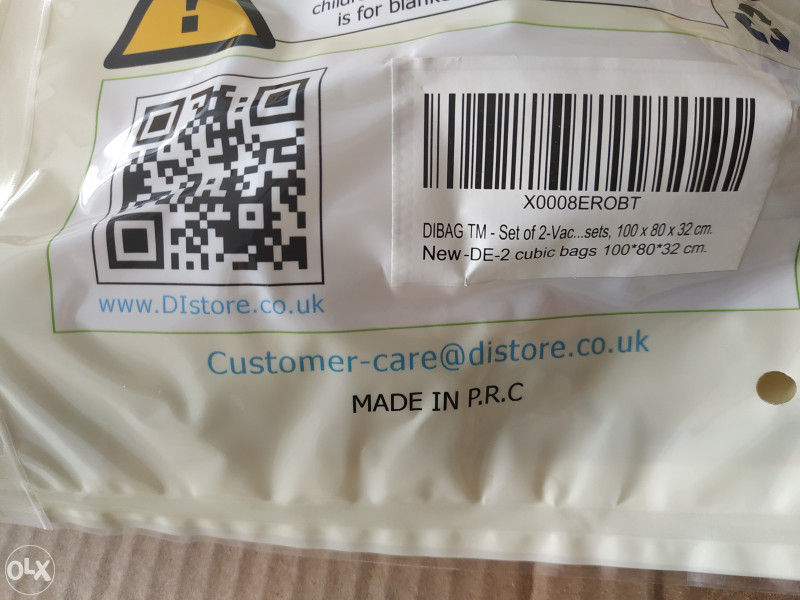 !
is for blank
X0008EROBT
DIBAG TM - Set of 2-Vac...sets, 100 x 80 x 32 cm.
New-DE-2 cubic bags 100*80*32 cm.
www.DIstore.co.uk
Customer-care@distore.co.uk
MADE IN P.R.C
OLX